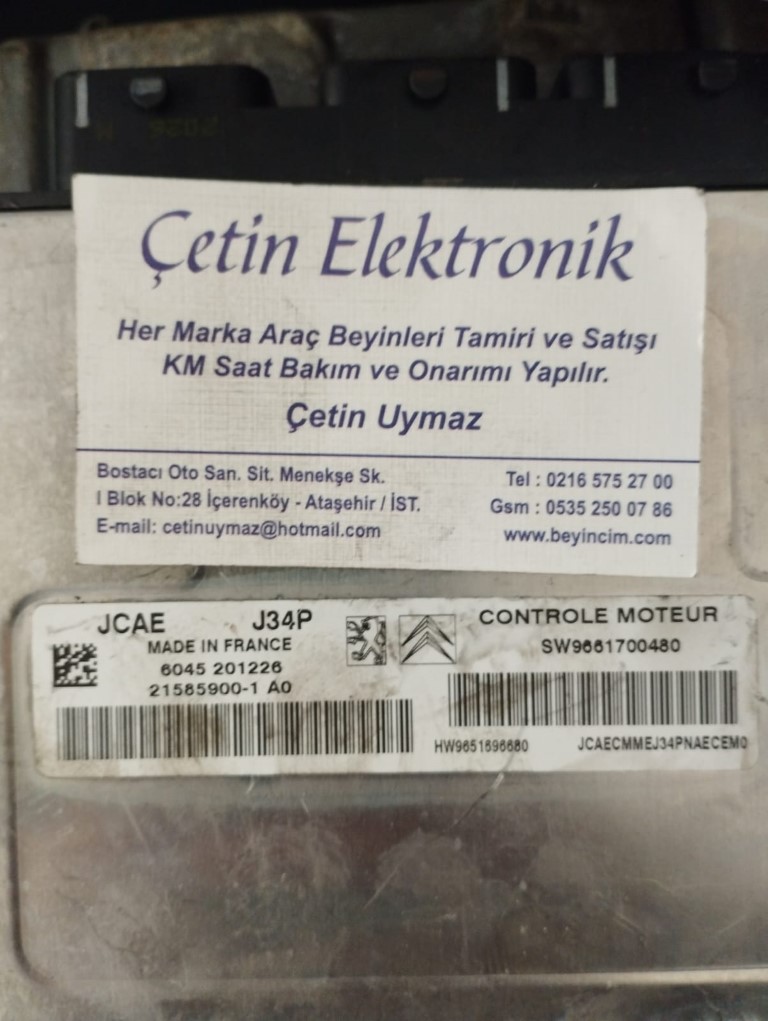 Çetin Elektronik
Her Marka Araç Beyinleri Tamiri ve Satışı
KM Saat Bakım ve Onarımı Yapılır.
Çetin Uymaz
Bostacı Oto San. Sit. Menekşe Sk.
I Blok No:28 İçerenköy - Ataşehir / İST.
E-mail: cetinuymaz@hotmail.com
Tel : 0216 575 27 00
Gsm : 0535 250 07 86
www.beyincim.com
JCAE J34P
MADE IN FRANCE
6045 201226
21585900-1 A0
CONTROLE MOTEUR
SW9661700480
HW9651696680 JCAECMMEJ34PNAECEM0